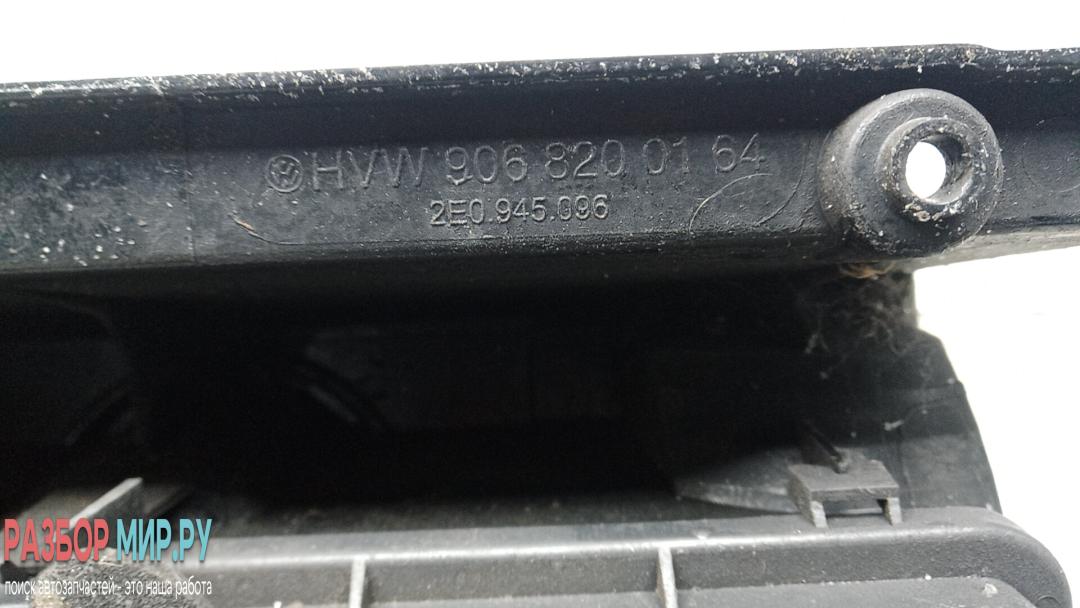 HVW 906 820 01 64
2E0.945.096
РАЗБОР МИР.РУ
поиск автозапчастей - это наша работа